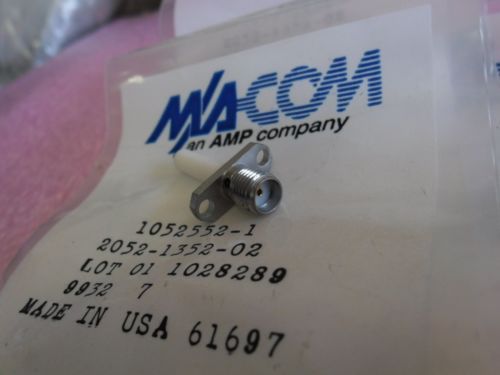 M/A-COM
an AMP company
1052552-1
2052-1352-02
LOT 01 1028289
9932 7
MADE IN USA 61697